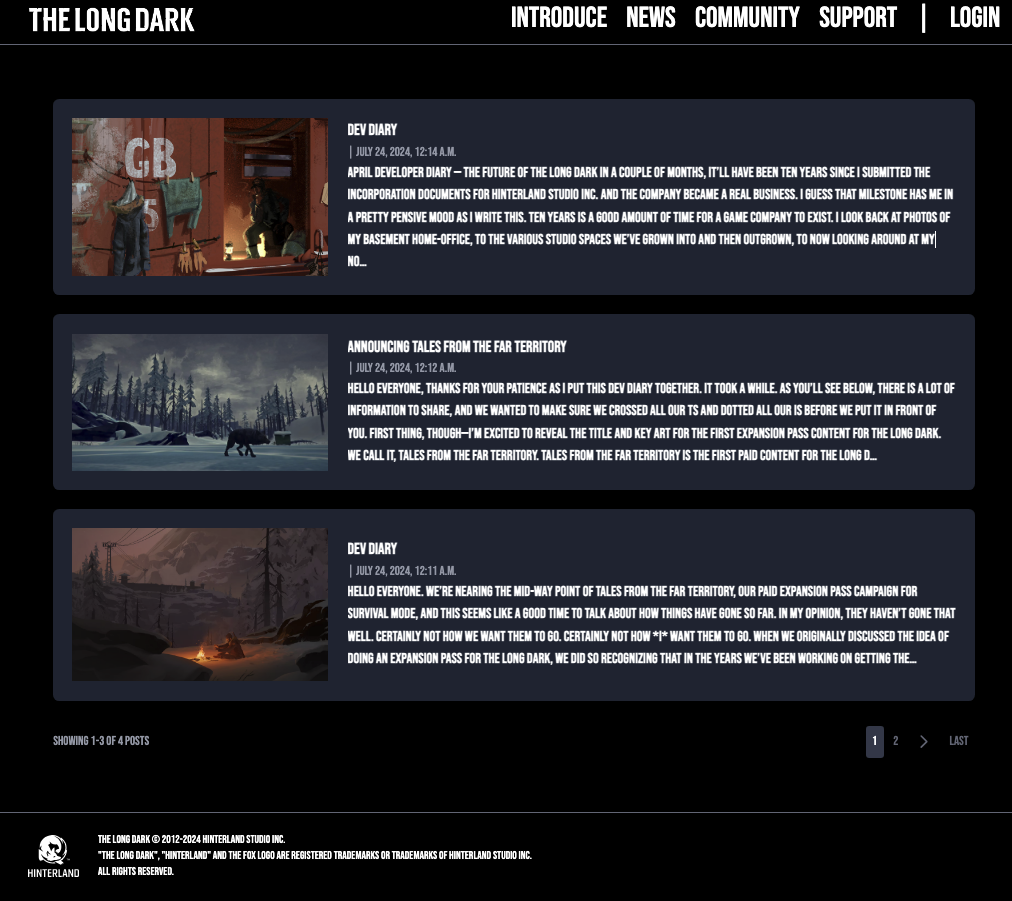 THE LONG DARK
INTRODUCE NEWS COMMUNITY SUPPORT | LOGIN
GB
5
DEV DIARY
| JULY 24, 2024, 12:14 A.M.
APRIL DEVELOPER DIARY — THE FUTURE OF THE LONG DARK IN A COUPLE OF MONTHS, IT'LL HAVE BEEN TEN YEARS SINCE I SUBMITTED THE
INCORPORATION DOCUMENTS FOR HINTERLAND STUDIO INC. AND THE COMPANY BECAME A REAL BUSINESS. I GUESS THAT MILESTONE HAS ME IN
A PRETTY PENSIVE MOOD AS I WRITE THIS. TEN YEARS IS A GOOD AMOUNT OF TIME FOR A GAME COMPANY TO EXIST. I LOOK BACK AT PHOTOS OF
MY BASEMENT HOME-OFFICE, TO THE VARIOUS STUDIO SPACES WE'VE GROWN INTO AND THEN OUTGROWN, TO NOW LOOKING AROUND AT MY
NO...
ANNOUNCING TALES FROM THE FAR TERRITORY
| JULY 24, 2024, 12:12 A.M.
HELLO EVERYONE, THANKS FOR YOUR PATIENCE AS I PUT THIS DEV DIARY TOGETHER. IT TOOK A WHILE. AS YOU'LL SEE BELOW, THERE IS A LOT OF
INFORMATION TO SHARE, AND WE WANTED TO MAKE SURE WE CROSSED ALL OUR TS AND DOTTED ALL OUR IS BEFORE WE PUT IT IN FRONT OF
YOU. FIRST THING, THOUGH—I'M EXCITED TO REVEAL THE TITLE AND KEY ART FOR THE FIRST EXPANSION PASS CONTENT FOR THE LONG DARK.
WE CALL IT, TALES FROM THE FAR TERRITORY. TALES FROM THE FAR TERRITORY IS THE FIRST PAID CONTENT FOR THE LONG D...
DEV DIARY
| JULY 24, 2024, 12:11 A.M.
HELLO EVERYONE. WE'RE NEARING THE MID-WAY POINT OF TALES FROM THE FAR TERRITORY, OUR PAID EXPANSION PASS CAMPAIGN FOR
SURVIVAL MODE, AND THIS SEEMS LIKE A GOOD TIME TO TALK ABOUT HOW THINGS HAVE GONE SO FAR. IN MY OPINION, THEY HAVEN'T GONE THAT
WELL. CERTAINLY NOT HOW WE WANT THEM TO GO. CERTAINLY NOT HOW *I* WANT THEM TO GO. WHEN WE ORIGINALLY DISCUSSED THE IDEA OF
DOING AN EXPANSION PASS FOR THE LONG DARK, WE DID SO RECOGNIZING THAT IN THE YEARS WE'VE BEEN WORKING ON GETTING THE...
SHOWING 1-3 OF 4 POSTS
1 2 > LAST
THE LONG DARK © 2012-2024 HINTERLAND STUDIO INC.
"THE LONG DARK", "HINTERLAND" AND THE FOX LOGO ARE REGISTERED TRADEMARKS OR TRADEMARKS OF HINTERLAND STUDIO INC.
ALL RIGHTS RESERVED.
HINTERLAND